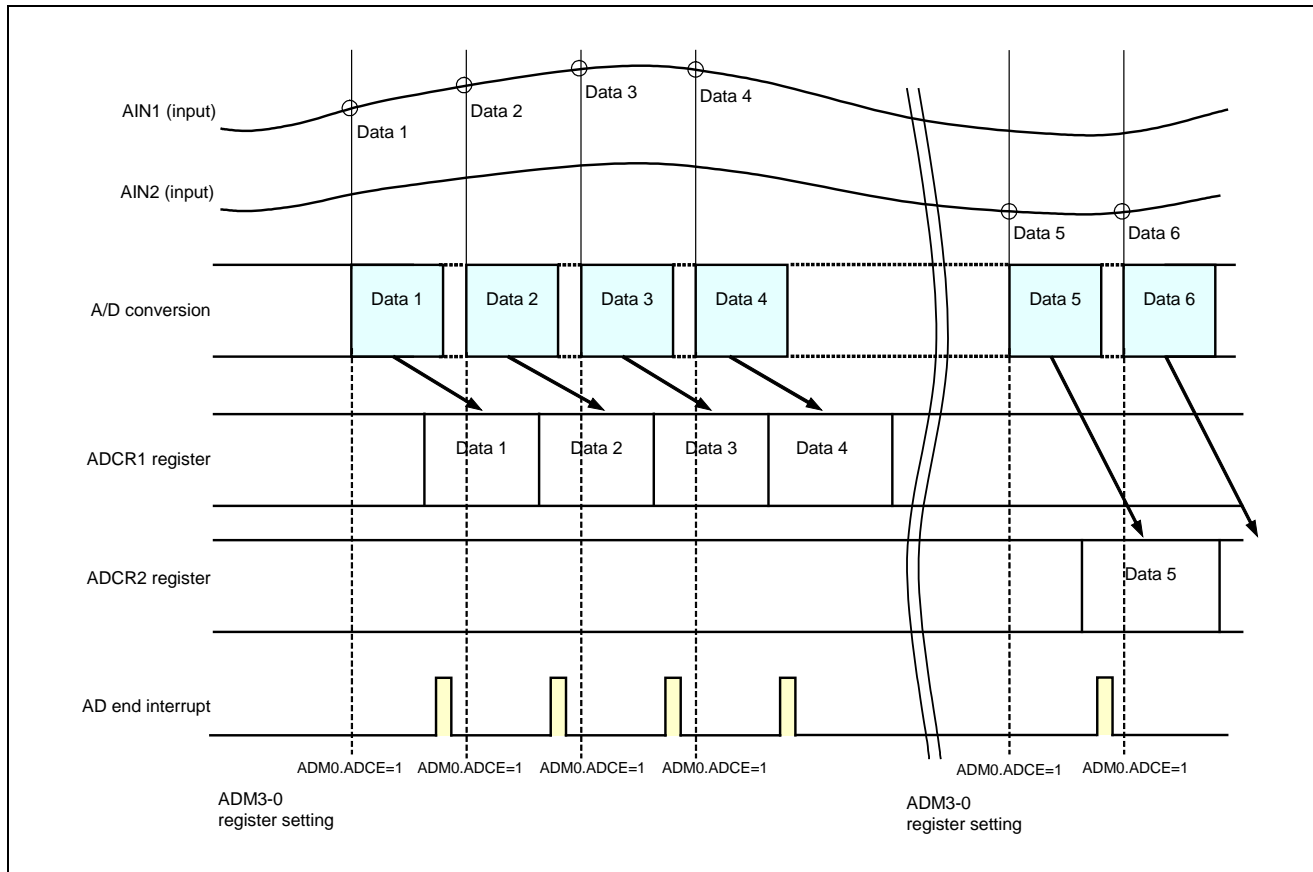 AIN1 (input)
Data 1
Data 2
Data 3
Data 4
AIN2 (input)
Data 5
Data 6
A/D conversion
Data 1
Data 2
Data 3
Data 4
Data 5
Data 6
ADCR1 register
Data 1
Data 2
Data 3
Data 4
ADCR2 register
Data 5
AD end interrupt
ADM0.ADCE=1
ADM0.ADCE=1
ADM0.ADCE=1
ADM0.ADCE=1
ADM0.ADCE=1
ADM0.ADCE=1
ADM3-0
register setting
ADM3-0
register setting